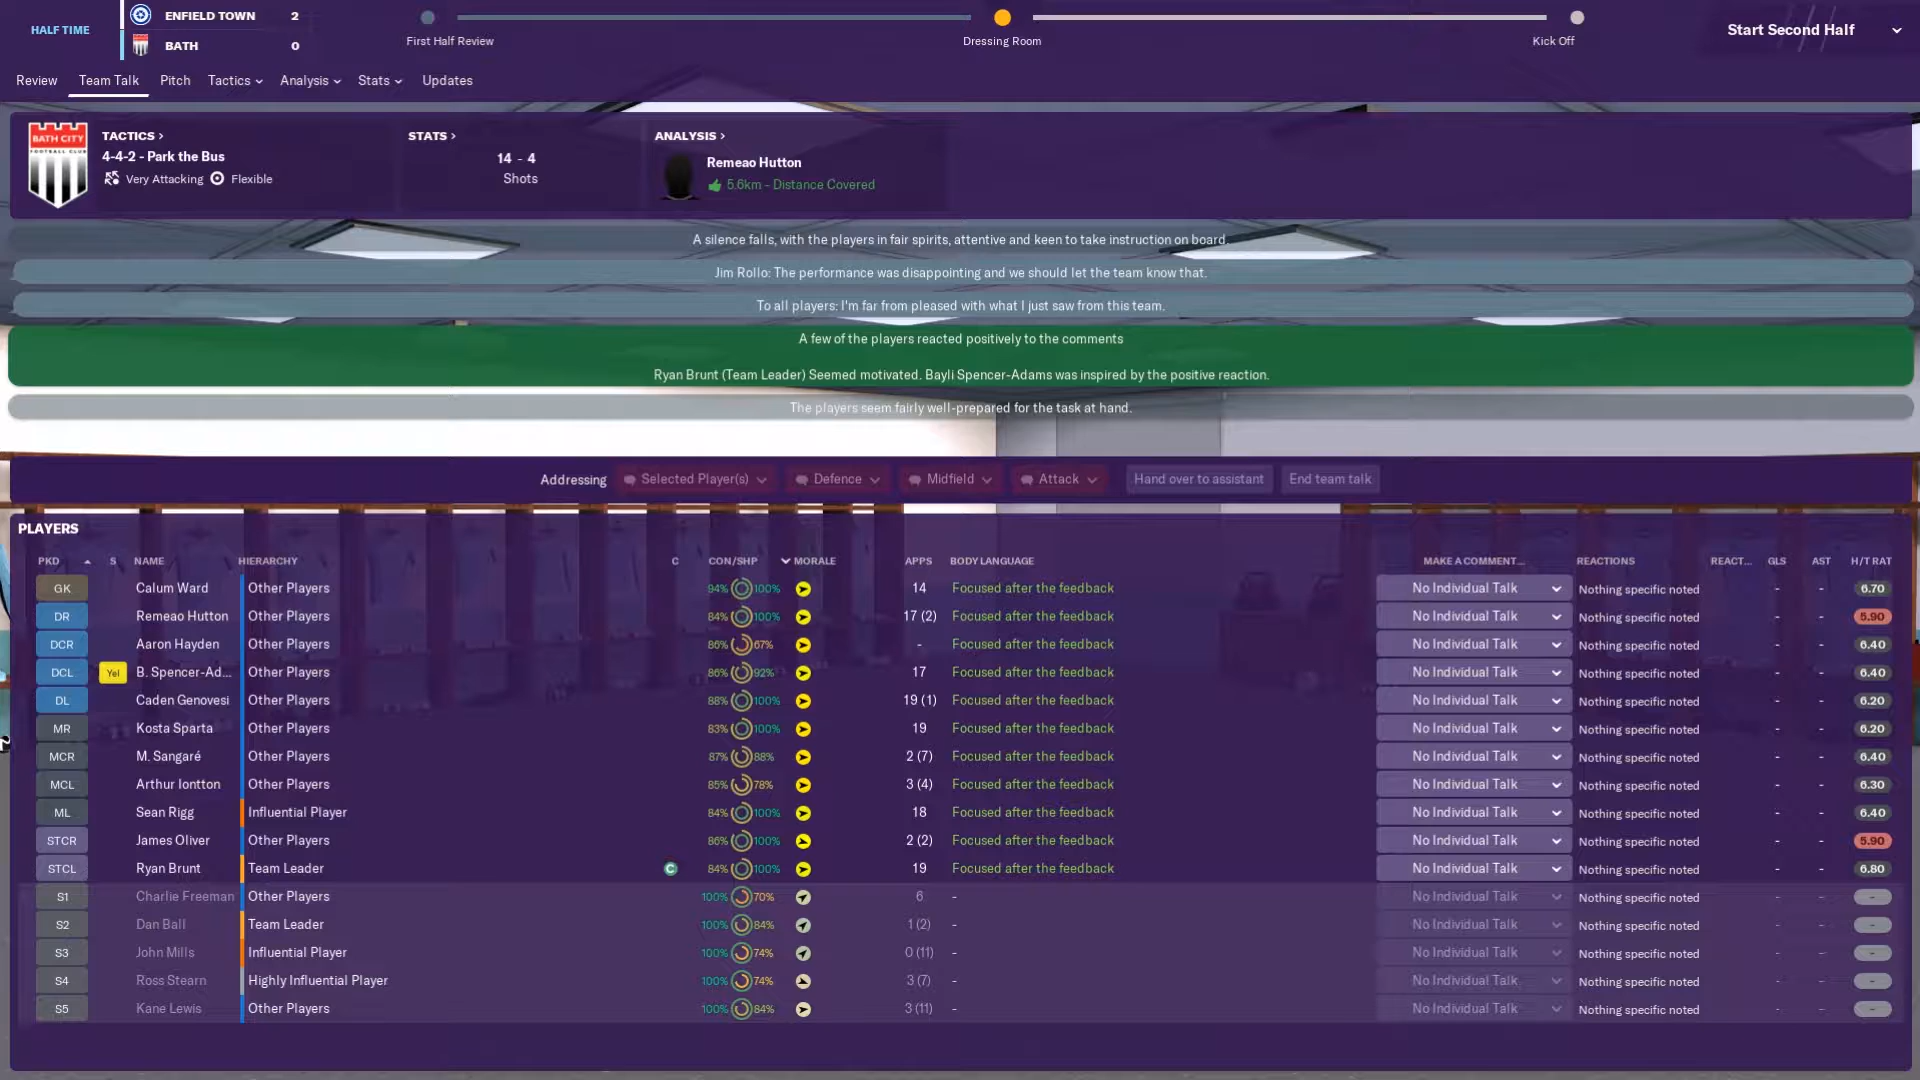 HALF TIME
ENFIELD TOWN 2
BATH 0
First Half Review
Dressing Room
Kick Off
Start Second Half
Review Team Talk Pitch Tactics Analysis Stats Updates
BATH CITY
FOOTBALL CLUB
TACTICS >
4-4-2 - Park the Bus
Very Attacking Flexible
STATS >
14 - 4
Shots
ANALYSIS >
Remeao Hutton
5.6km - Distance Covered
A silence falls, with the players in fair spirits, attentive and keen to take instruction on board.
Jim Rollo: The performance was disappointing and we should let the team know that.
To all players: I'm far from pleased with what I just saw from this team.
A few of the players reacted positively to the comments
Ryan Brunt (Team Leader) Seemed motivated. Bayli Spencer-Adams was inspired by the positive reaction.
The players seem fairly well-prepared for the task at hand.
Addressing Selected Player(s) Defence Midfield Attack Hand over to assistant End team talk
PLAYERS
PKD S NAME HIERARCHY C CON/SHP MORALE APPS BODY LANGUAGE MAKE A COMMENT... REACTIONS REACT... GLS AST H/T RAT
GK Calum Ward Other Players 94% 100% 14 Focused after the feedback No Individual Talk Nothing specific noted - - 6.70
DR Remeao Hutton Other Players 84% 100% 17 (2) Focused after the feedback No Individual Talk Nothing specific noted - - 5.90
DCR Aaron Hayden Other Players 86% 67% - Focused after the feedback No Individual Talk Nothing specific noted - - 6.40
DCL Yel B. Spencer-Ad... Other Players 86% 92% 17 Focused after the feedback No Individual Talk Nothing specific noted - - 6.40
DL Caden Genovesi Other Players 88% 100% 19 (1) Focused after the feedback No Individual Talk Nothing specific noted - - 6.20
MR Kosta Sparta Other Players 83% 100% 19 Focused after the feedback No Individual Talk Nothing specific noted - - 6.20
MCR M. Sangaré Other Players 87% 88% 2 (7) Focused after the feedback No Individual Talk Nothing specific noted - - 6.40
MCL Arthur Iontton Other Players 85% 78% 3 (4) Focused after the feedback No Individual Talk Nothing specific noted - - 6.30
ML Sean Rigg Influential Player 84% 100% 18 Focused after the feedback No Individual Talk Nothing specific noted - - 6.40
STCR James Oliver Other Players 86% 100% 2 (2) Focused after the feedback No Individual Talk Nothing specific noted - - 5.90
STCL Ryan Brunt Team Leader C 84% 100% 19 Focused after the feedback No Individual Talk Nothing specific noted - - 6.80
S1 Charlie Freeman Other Players 100% 70% 6 - No Individual Talk Nothing specific noted - - -
S2 Dan Ball Team Leader 100% 84% 1 (2) - No Individual Talk Nothing specific noted - - -
S3 John Mills Influential Player 100% 74% 0 (11) - No Individual Talk Nothing specific noted - - -
S4 Ross Stearn Highly Influential Player 100% 74% 3 (7) - No Individual Talk Nothing specific noted - - -
S5 Kane Lewis Other Players 100% 84% 3 (11) - No Individual Talk Nothing specific noted - - -